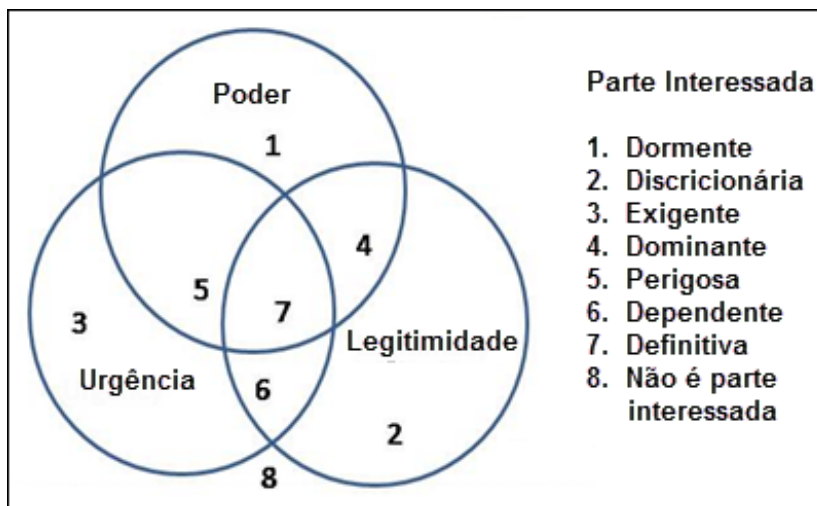 Poder
1
4
5
7
3
Legitimidade
Urgência
6
2
8
Parte Interessada
1. Dormente
2. Discricionária
3. Exigente
4. Dominante
5. Perigosa
6. Dependente
7. Definitiva
8. Não é parte
interessada